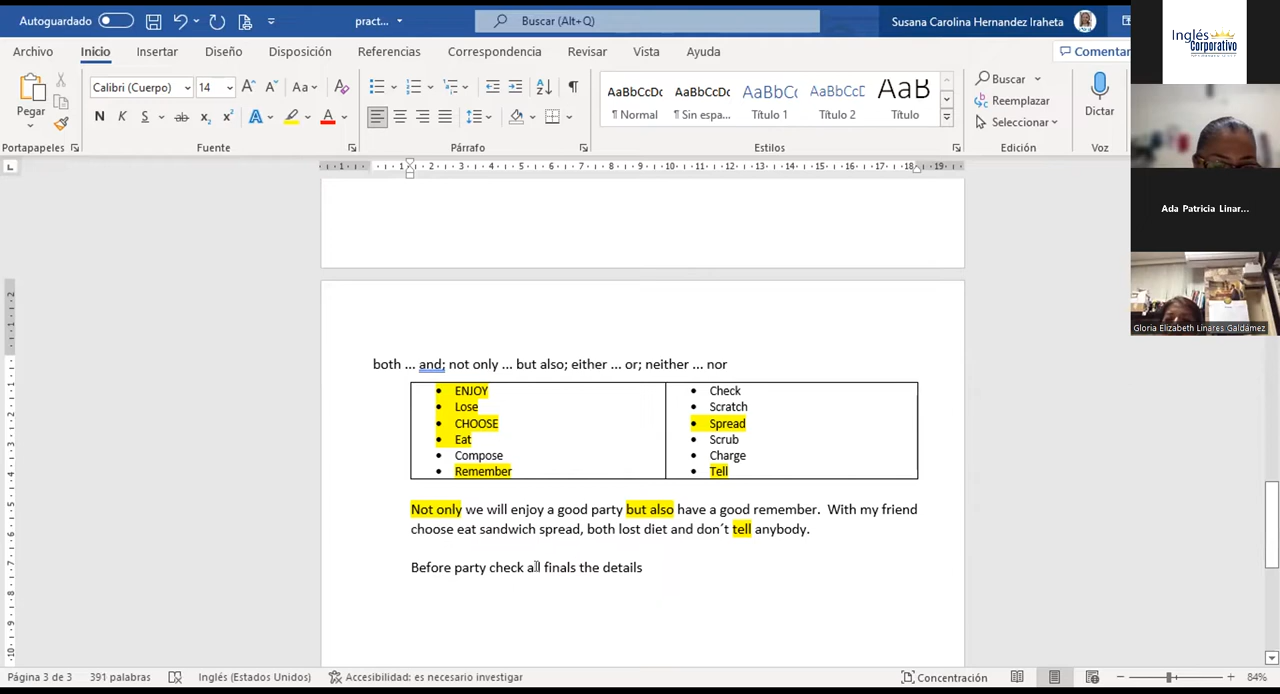 Autoguardado
pract...
Buscar (Alt+Q)
Susana Carolina Hernandez Iraheta
Archivo Inicio Insertar Diseño Disposición Referencias Correspondencia Revisar Vista Ayuda
Comentar
Pegar
Portapapeles
Calibri (Cuerpo) 14
Fuente
Párrafo
AaBbCcDc AaBbCcDc AaBbCc AaBbCcD AaB
¶ Normal ¶ Sin espa... Título 1 Título 2 Título
Estilos
Buscar
Reemplazar
Seleccionar
Edición
Dictar
Voz
Inglés
Corporativo
Ada Patricia Linar...
Gloria Elizabeth Linares Galdámez
both ... and; not only ... but also; either ... or; neither ... nor
• ENJOY
• Lose
• CHOOSE
• Eat
• Compose
• Remember
• Check
• Scratch
• Spread
• Scrub
• Charge
• Tell
Not only we will enjoy a good party but also have a good remember. With my friend
choose eat sandwich spread, both lost diet and don´t tell anybody.
Before party check all finals the details
Página 3 de 3 391 palabras Inglés (Estados Unidos) Accesibilidad: es necesario investigar
Concentración 84%